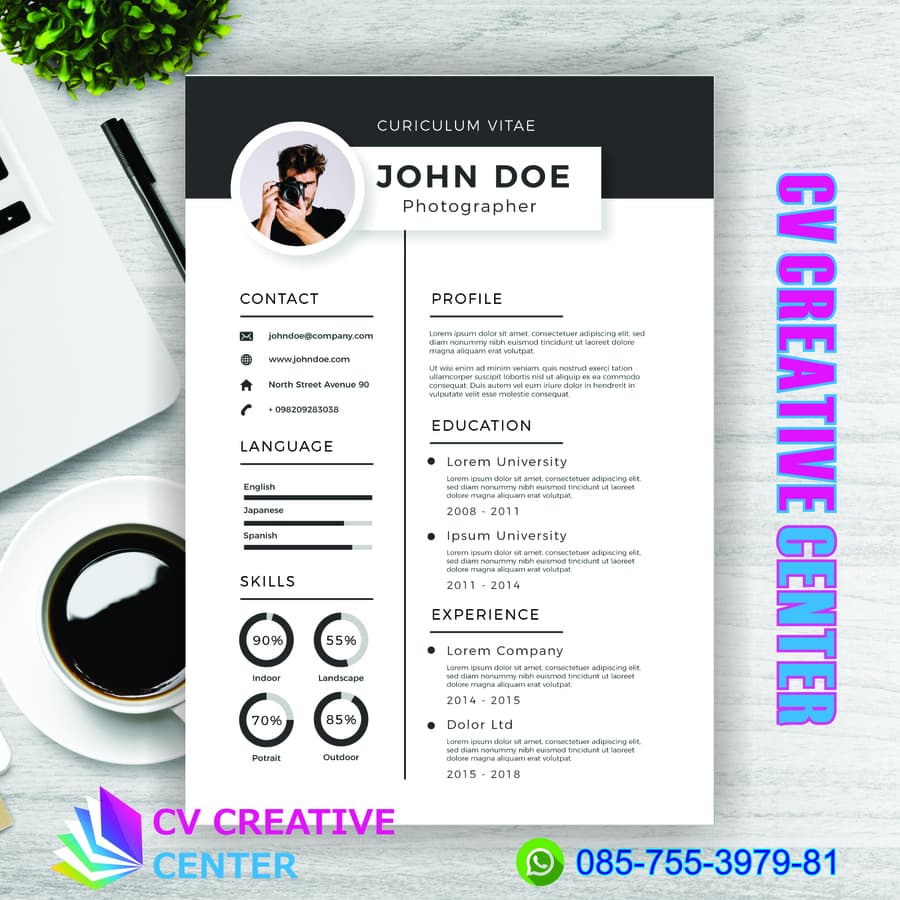 CURICULUM VITAE
JOHN DOE
Photographer
CONTACT
johndoe@company.com
www.johndoe.com
North Street Avenue 90
+ 098209283038
LANGUAGE
English
Japanese
Spanish
SKILLS
90%
55%
Indoor
Landscape
70%
85%
Potrait
Outdoor
PROFILE
Lorem ipsum dolor sit amet, consectetuer adipiscing elit, sed
diam nonummy nibh euismod tincidunt ut laoreet dolore
magna aliquam erat volutpat.
Ut wisi enim ad minim veniam, quis nostrud exerci tation
ullamcorper suscipit lobortis nisl ut aliquip ex ea commodo
consequat. Duis autem vel eum iriure dolor in hendrerit in
vulputate velit esse molestie consequat.
EDUCATION
Lorem University
Lorem ipsum dolor sit amet, consectetuer adipiscing elit,
sed diam nonummy nibh euismod tincidunt ut laoreet
dolore magna aliquam erat volutpat.
2008 - 2011
Ipsum University
Lorem ipsum dolor sit amet, consectetuer adipiscing elit,
sed diam nonummy nibh euismod tincidunt ut laoreet
dolore magna aliquam erat volutpat.
2011 - 2014
EXPERIENCE
Lorem Company
Lorem ipsum dolor sit amet, consectetuer adipiscing elit,
sed diam nonummy nibh euismod tincidunt ut laoreet
dolore magna aliquam erat volutpat.
2014 - 2015
Dolor Ltd
Lorem ipsum dolor sit amet, consectetuer adipiscing elit,
sed diam nonummy nibh euismod tincidunt ut laoreet
dolore magna aliquam erat volutpat.
2015 - 2018
CV CREATIVE CENTER
CV CREATIVE
CENTER
085-755-3979-81